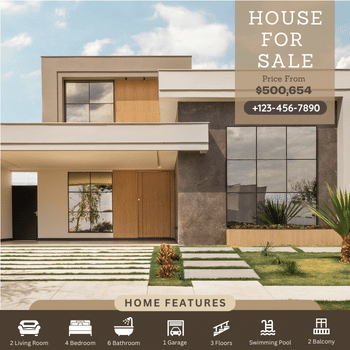 HOUSE
FOR
SALE
Price From
$500,654
+123-456-7890
HOME FEATURES
2 Living Room
4 Bedroom
6 Bathroom
1 Garage
3 Floors
Swimming Pool
2 Balcony